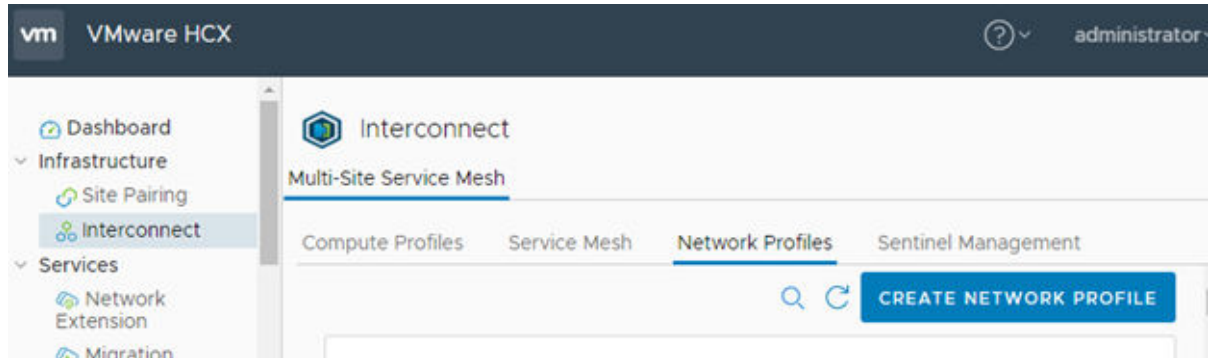 vm VMware HCX administrator
Dashboard
Infrastructure
Site Pairing
Interconnect
Services
Network
Extension
Migration
Interconnect
Multi-Site Service Mesh
Compute Profiles Service Mesh Network Profiles Sentinel Management
CREATE NETWORK PROFILE